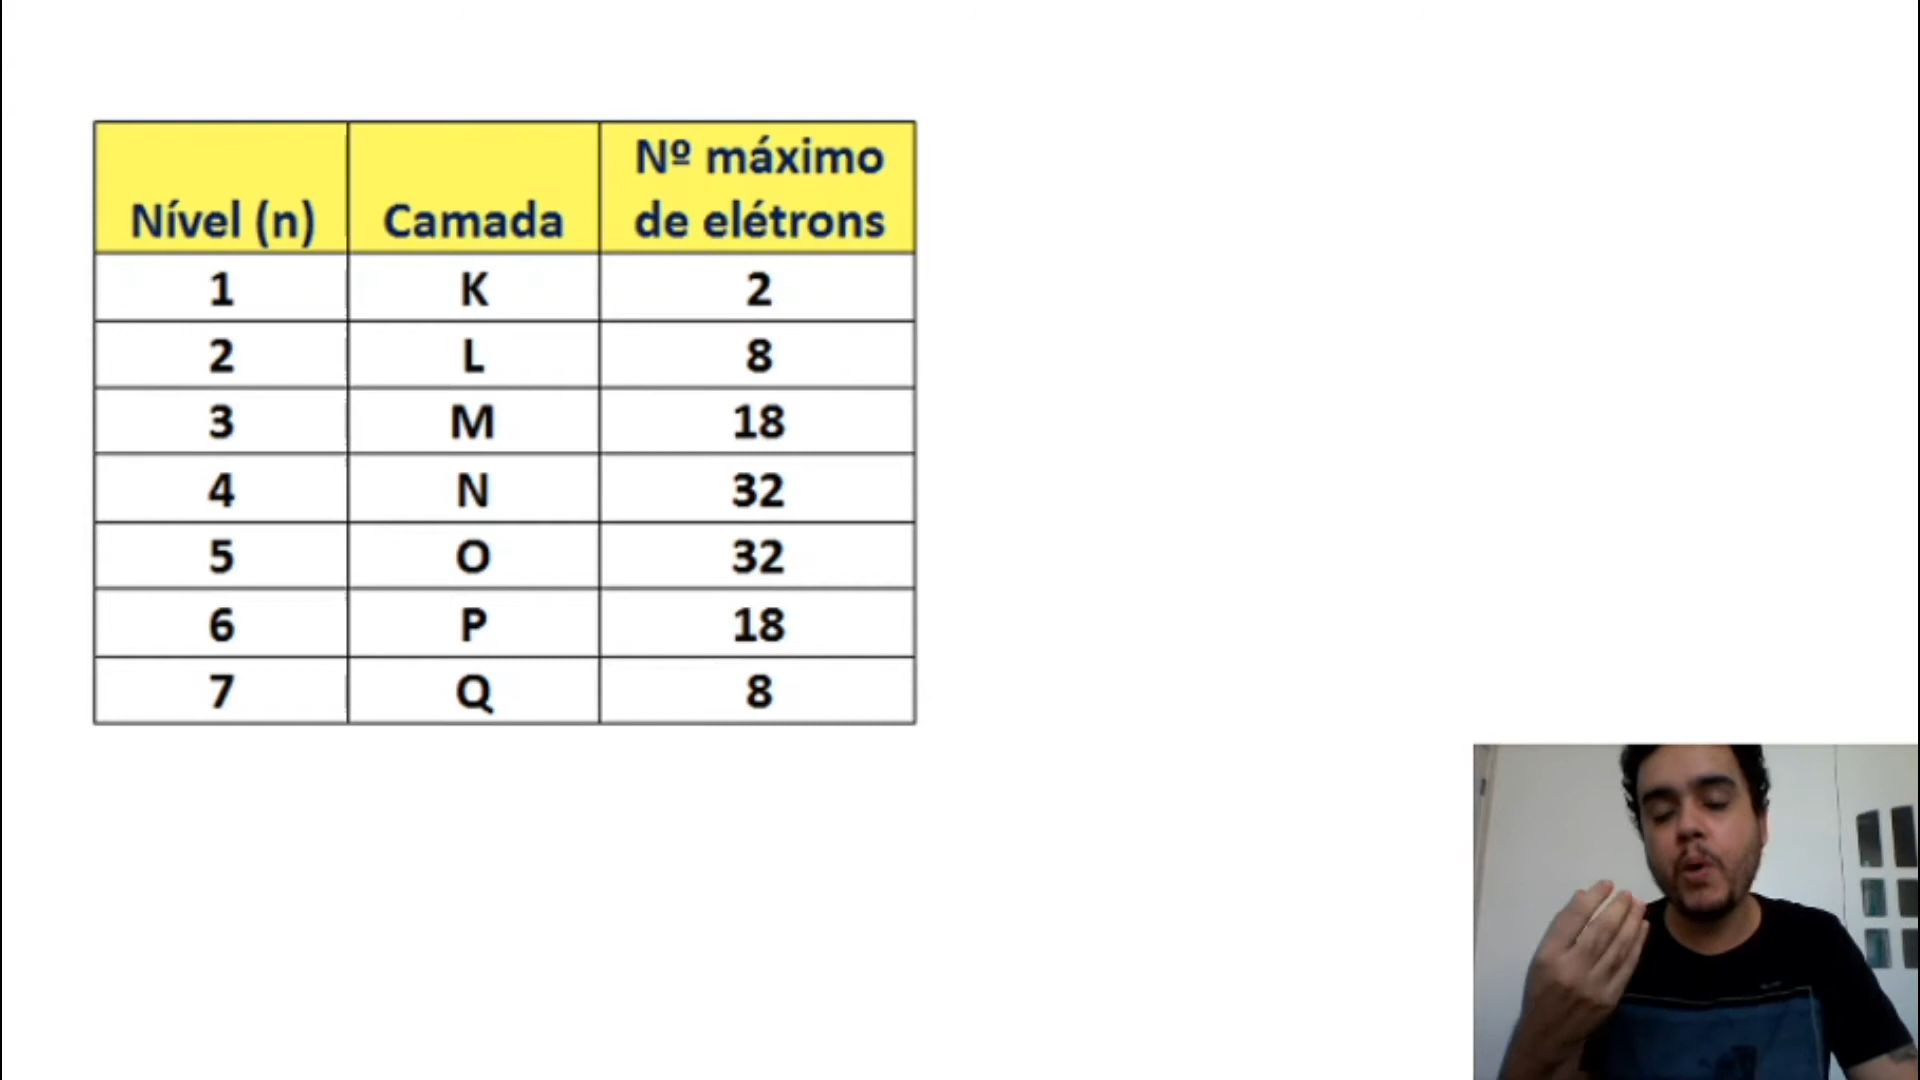 Nível (n) Camada Nº máximo de elétrons
1 K 2
2 L 8
3 M 18
4 N 32
5 O 32
6 P 18
7 Q 8